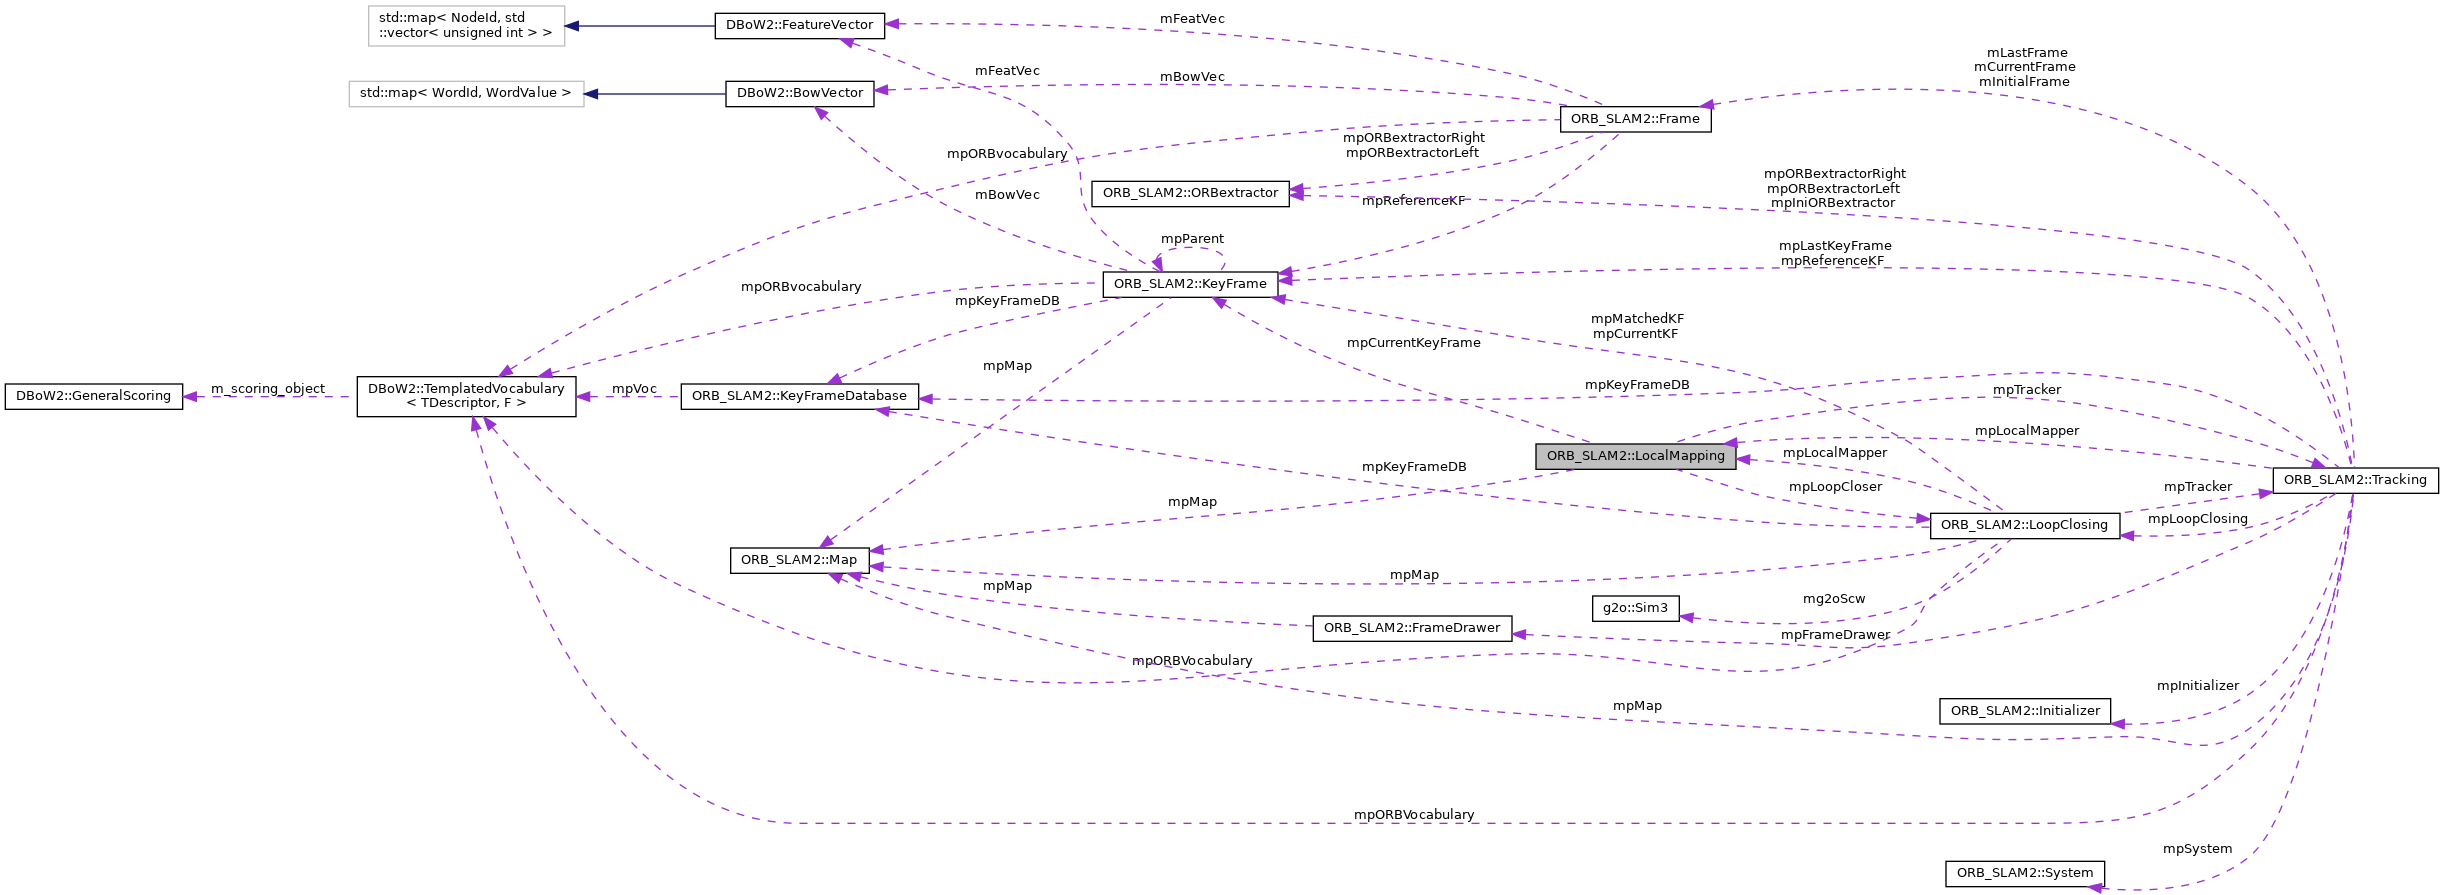 std::map< NodeId, std
::vector< unsigned int > >
DBoW2::FeatureVector
mFeatVec
mLastFrame
mCurrentFrame
mInitialFrame
mFeatVec
mBowVec
std::map< WordId, WordValue >
DBoW2::BowVector
ORB_SLAM2::Frame
mpORBvocabulary
mpORBextractorRight
mpORBextractorLeft
mpORBextractorRight
mpORBextractorLeft
mpIniORBextractor
mBowVec
ORB_SLAM2::ORBextractor
mpReferenceKF
mpParent
mpLastKeyFrame
mpReferenceKF
mpORBvocabulary
ORB_SLAM2::KeyFrame
mpKeyFrameDB
mpMatchedKF
mpCurrentKF
mpCurrentKeyFrame
mpMap
mpKeyFrameDB
mpTracker
DBoW2::GeneralScoring
m_scoring_object
DBoW2::TemplatedVocabulary
< TDescriptor, F >
mpVoc
ORB_SLAM2::KeyFrameDatabase
mpLocalMapper
ORB_SLAM2::LocalMapping
mpLocalMapper
mpKeyFrameDB
mpLoopCloser
mpTracker
ORB_SLAM2::Tracking
mpMap
ORB_SLAM2::LoopClosing
mpLoopClosing
ORB_SLAM2::Map
mpMap
mpMap
g2o::Sim3
mg2oScw
ORB_SLAM2::FrameDrawer
mpFrameDrawer
mpORBVocabulary
mpInitializer
mpMap
ORB_SLAM2::Initializer
mpORBVocabulary
mpSystem
ORB_SLAM2::System